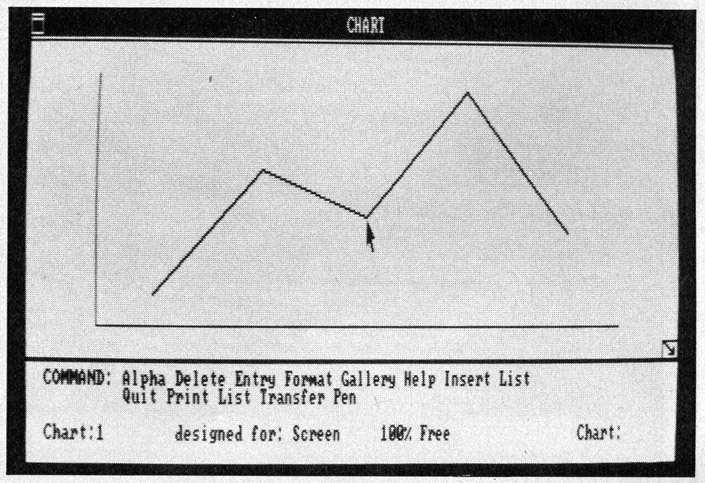 CHART
COMMAND: Alpha Delete Entry Format Gallery Help Insert List
Quit Print List Transfer Pen
Chart:1 designed for: Screen 100% Free Chart: